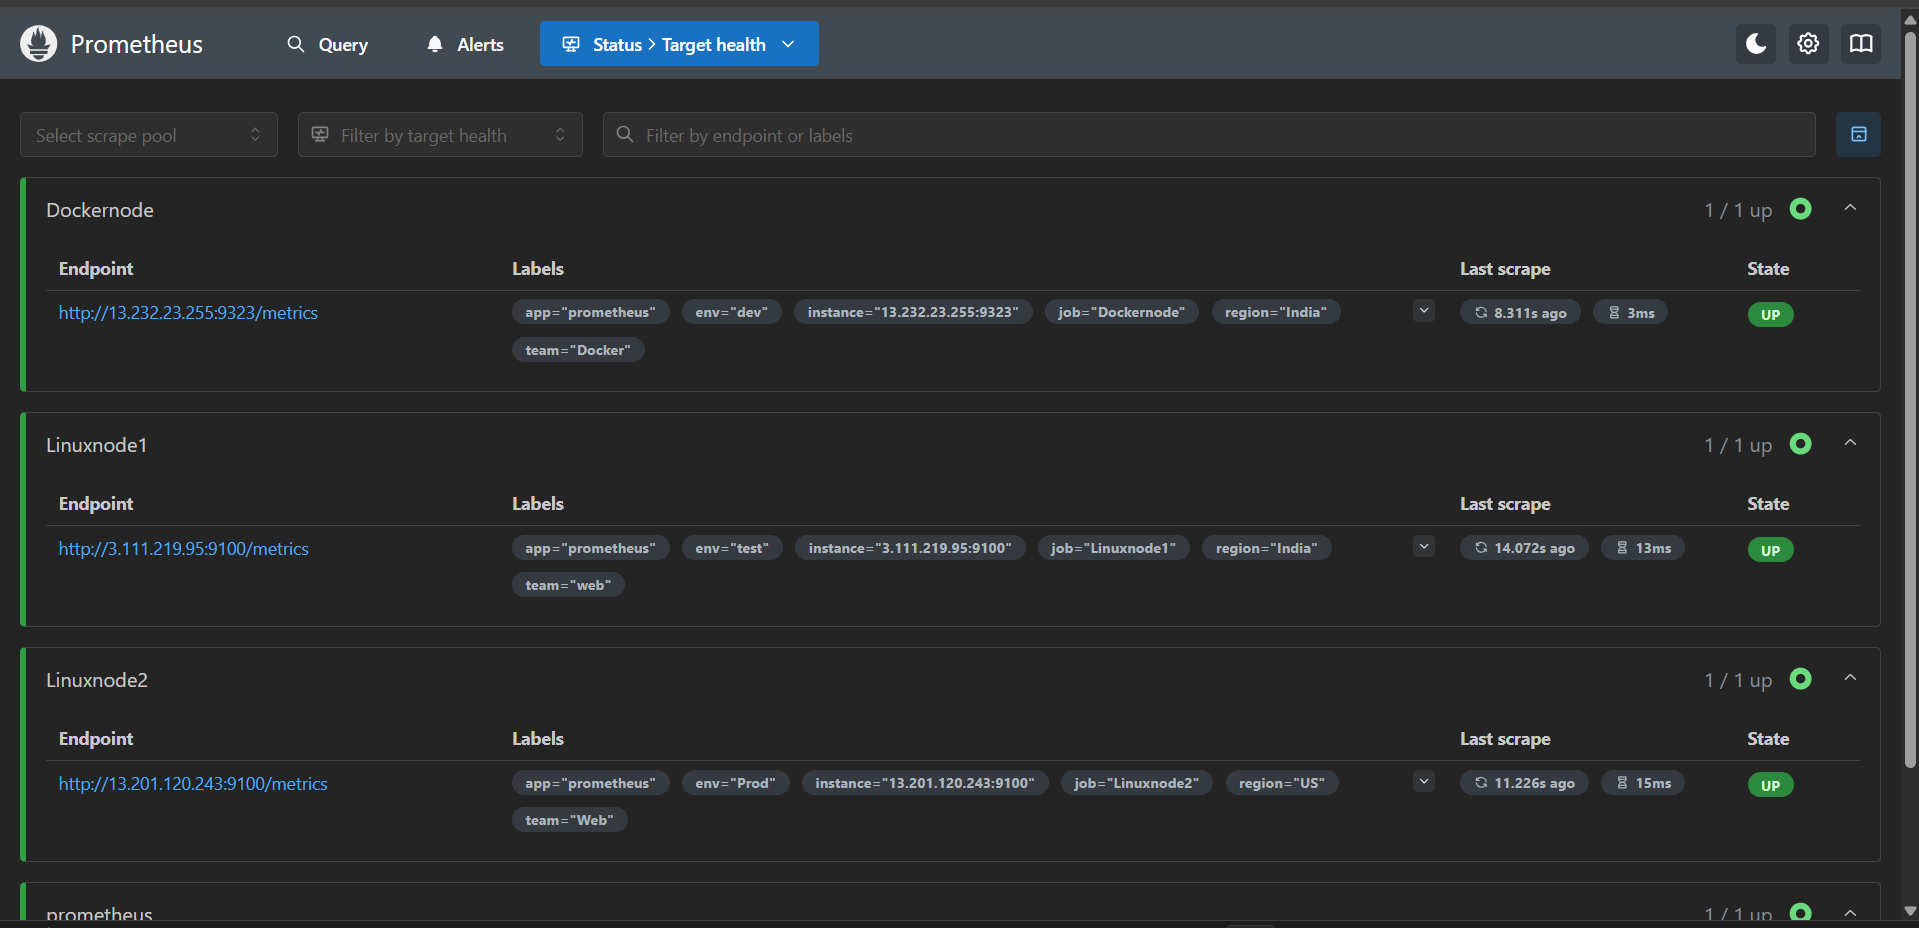 Prometheus Query Alerts Status > Target health
Select scrape pool Filter by target health Filter by endpoint or labels
Dockernode 1 / 1 up
Endpoint Labels Last scrape State
http://13.232.23.255:9323/metrics app="prometheus" env="dev" instance="13.232.23.255:9323" job="Dockernode" region="India" 8.311s ago 3ms UP
team="Docker"
Linuxnode1 1 / 1 up
Endpoint Labels Last scrape State
http://3.111.219.95:9100/metrics app="prometheus" env="test" instance="3.111.219.95:9100" job="Linuxnode1" region="India" 14.072s ago 13ms UP
team="web"
Linuxnode2 1 / 1 up
Endpoint Labels Last scrape State
http://13.201.120.243:9100/metrics app="prometheus" env="Prod" instance="13.201.120.243:9100" job="Linuxnode2" region="US" 11.226s ago 15ms UP
team="Web"
prometheus 1 / 1 up